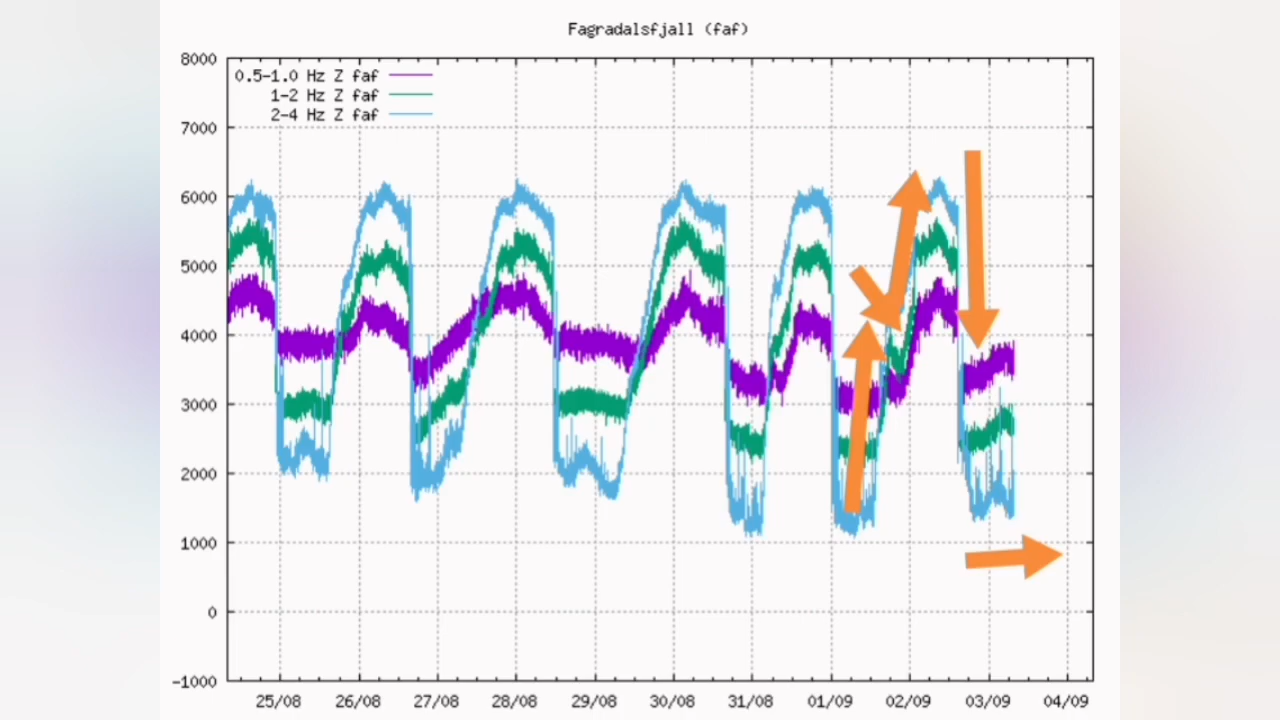 Fagradalsfjall (faf)
8000
0.5-1.0 Hz Z faf
1-2 Hz Z faf
2-4 Hz Z faf
7000
6000
5000
4000
3000
2000
1000
0
-1000
25/08 26/08 27/08 28/08 29/08 30/08 31/08 01/09 02/09 03/09 04/09